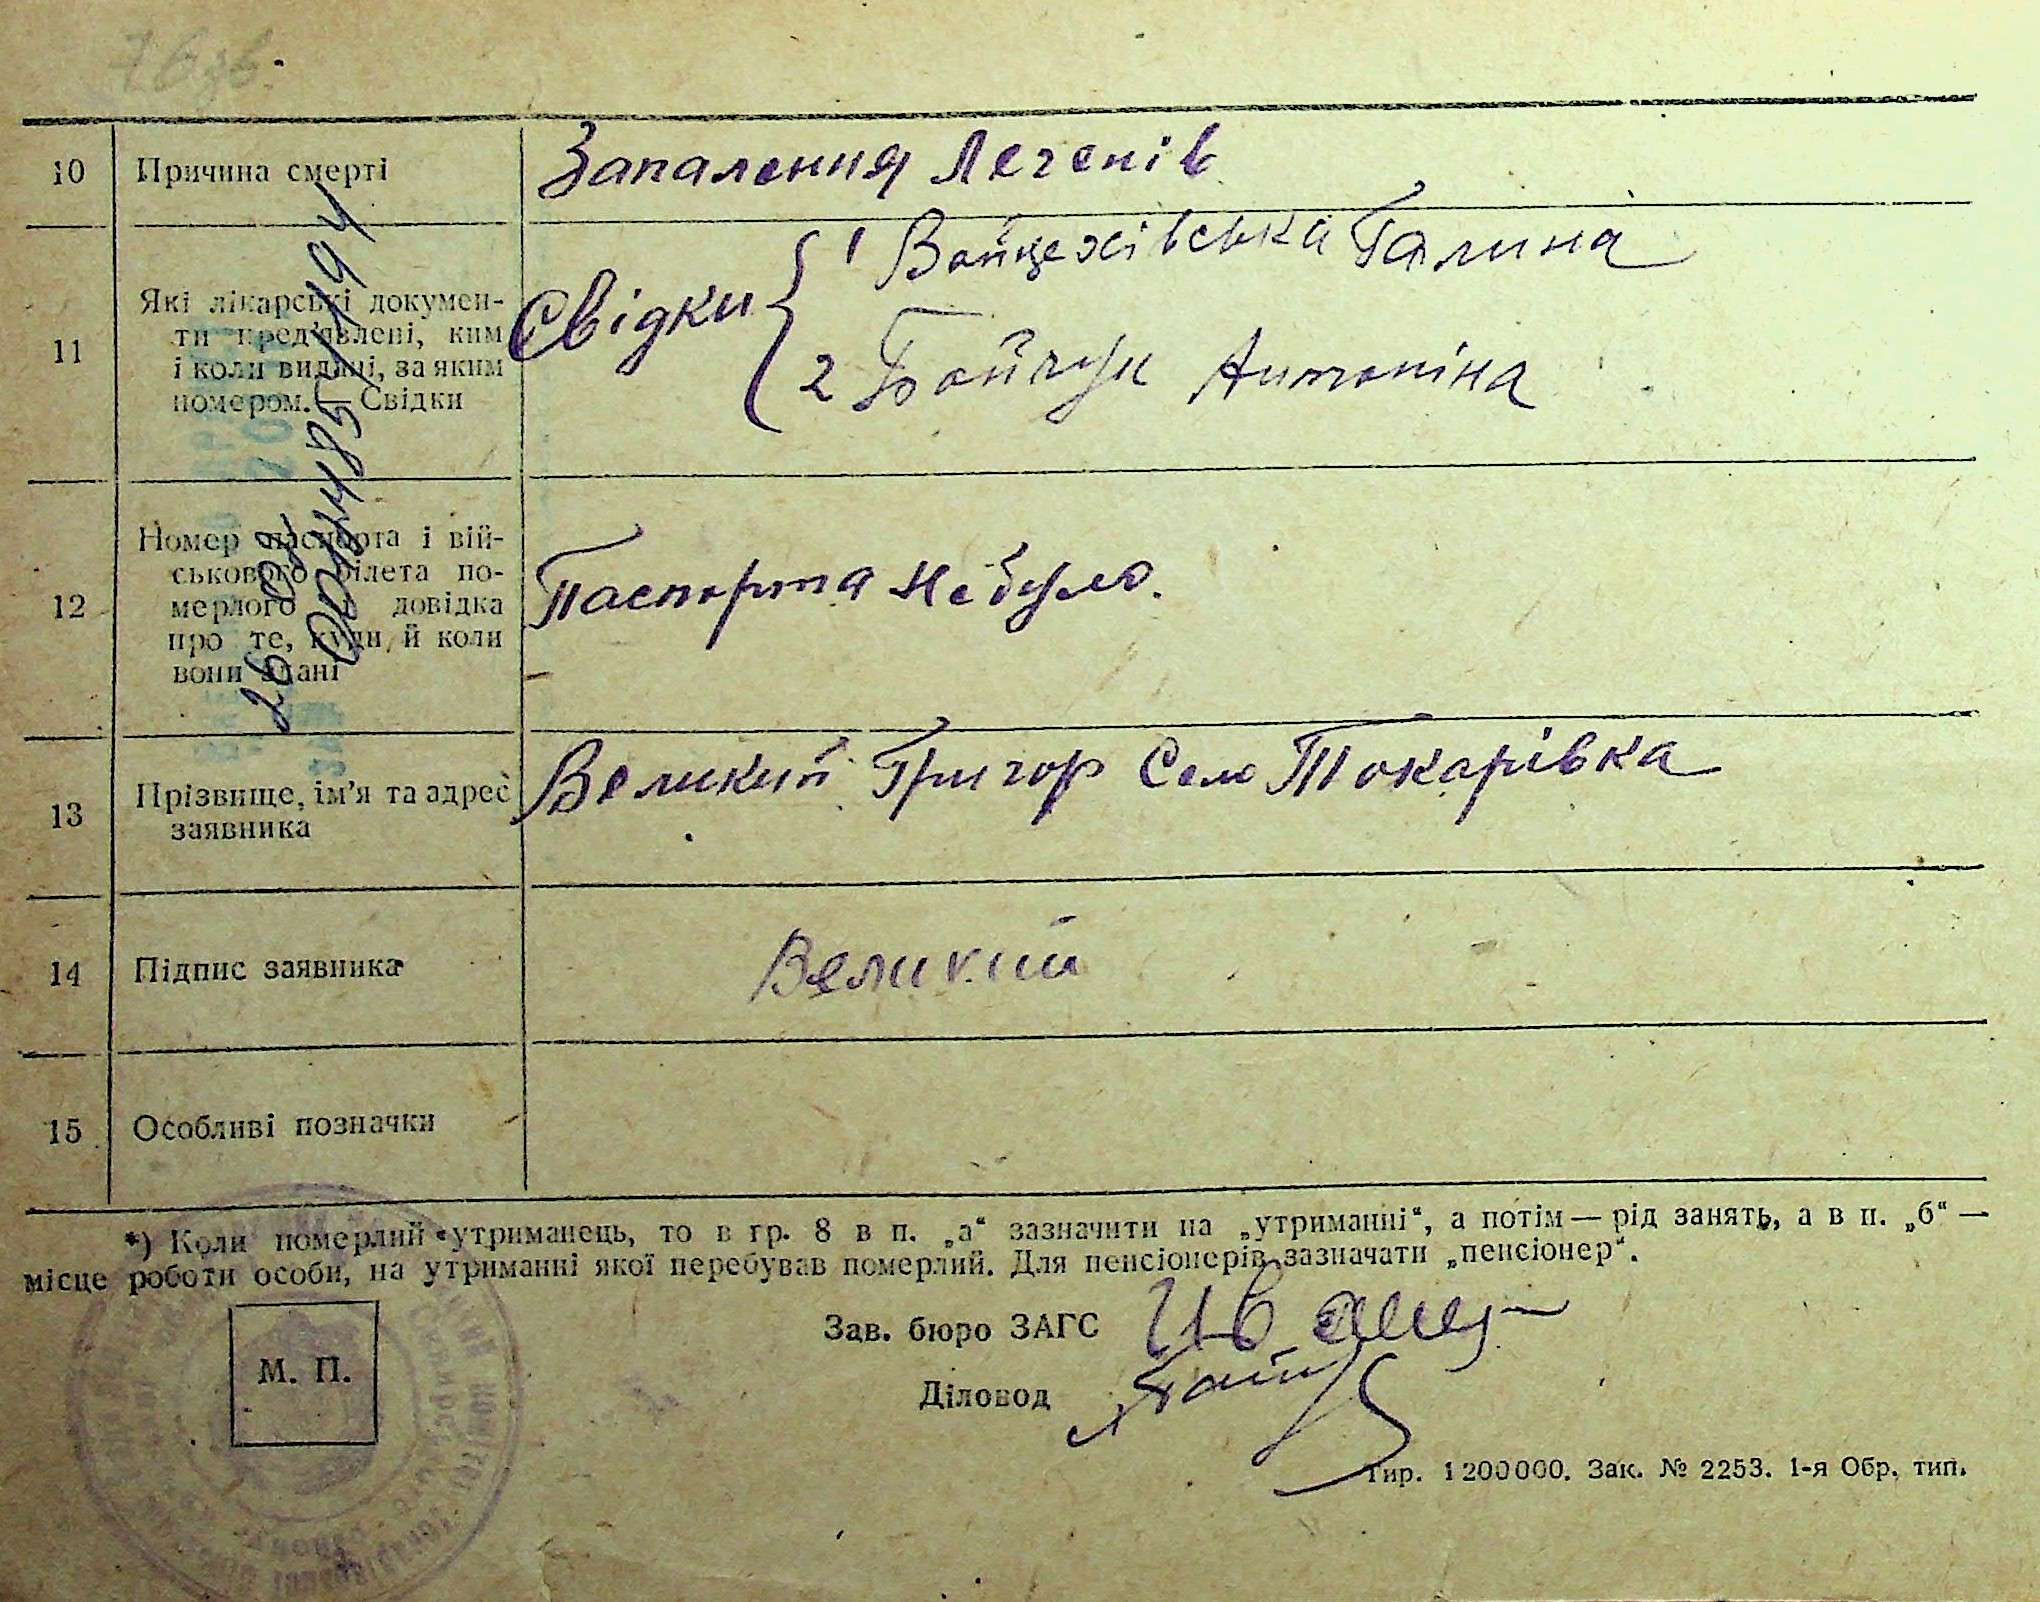 76зв.
10 Причина смерті Запалення Легенів
11 Які лікарські докумен-
ти пред'явлені, ким
і коли видані, за яким
номером. — Свідки
Свідки { 1 Войцехівська Галина
2 Бойчук Антоніна
12 Номер паспорта і вій-
ськового білета по-
мерлого і довідка
про те, куди й коли
вони здані
Паспорта не було.
13 Прізвище, ім'я та адрес
заявника
Великий Григор Село Токарівка
14 Підпис заявника Великий
15 Особливі позначки
*) Коли померлий утриманець, то в гр. 8 в п. „а“ зазначити на „утриманні“, а потім — рід занять, а в п. „б“ —
місце роботи особи, на утриманні якої перебував померлий. Для пенсіонерів зазначати „пенсіонер“.
Зав. бюро ЗАГС
М. П.
Діловод
Тир. 1200000. Зак. № 2253. 1-я Обр. тип.